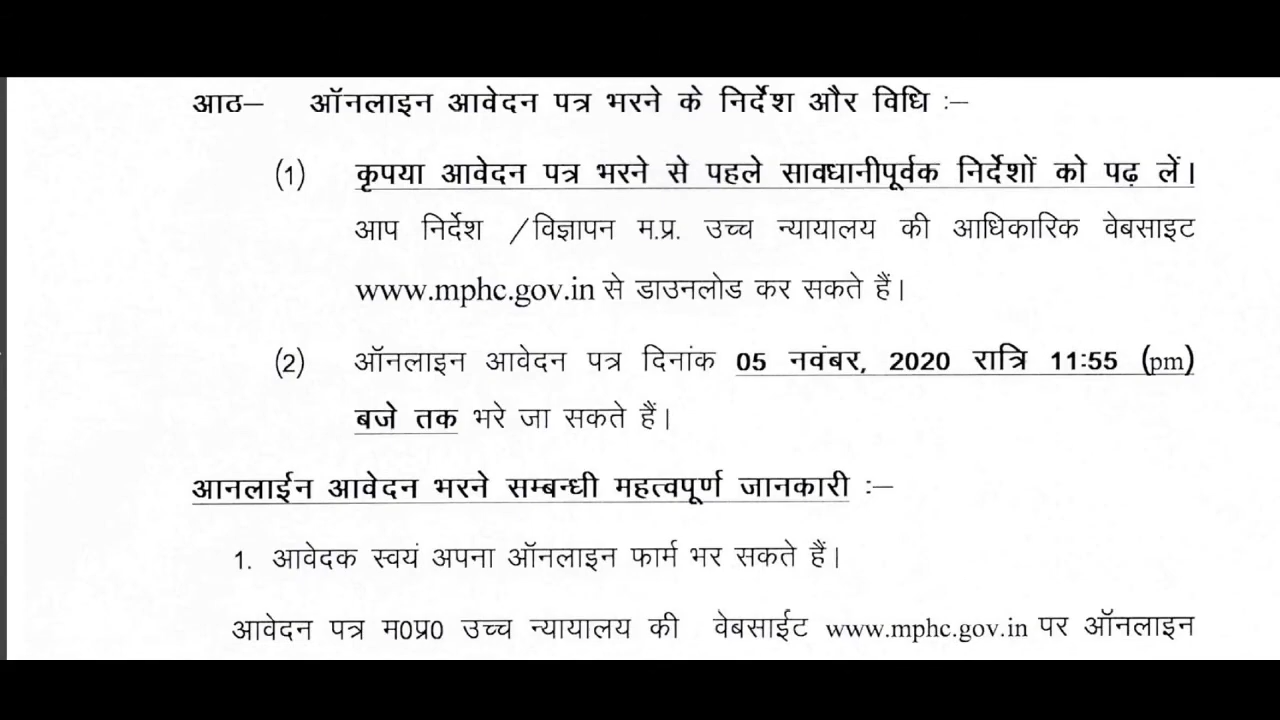 आठ– ऑनलाइन आवेदन पत्र भरने के निर्देश और विधि :–
(1) कृपया आवेदन पत्र भरने से पहले सावधानीपूर्वक निर्देशों को पढ़ लें।
आप निर्देश /विज्ञापन म.प्र. उच्च न्यायालय की आधिकारिक वेबसाइट
www.mphc.gov.in से डाउनलोड कर सकते हैं।
(2) ऑनलाइन आवेदन पत्र दिनांक 05 नवंबर, 2020 रात्रि 11:55 (pm)
बजे तक भरे जा सकते हैं।
आनलाईन आवेदन भरने सम्बन्धी महत्वपूर्ण जानकारी :–
1. आवेदक स्वयं अपना ऑनलाइन फार्म भर सकते हैं।
आवेदन पत्र म0प्र0 उच्च न्यायालय की वेबसाईट www.mphc.gov.in पर ऑनलाइन